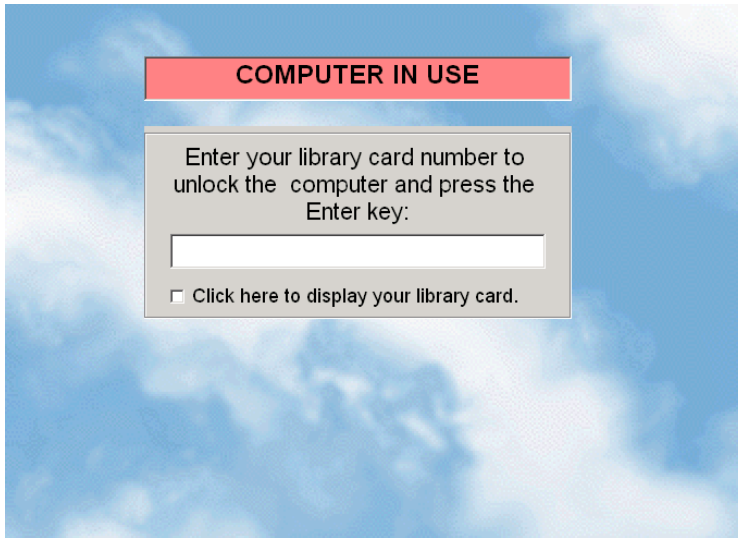 COMPUTER IN USE
Enter your library card number to
unlock the  computer and press the
Enter key:
Click here to display your library card.